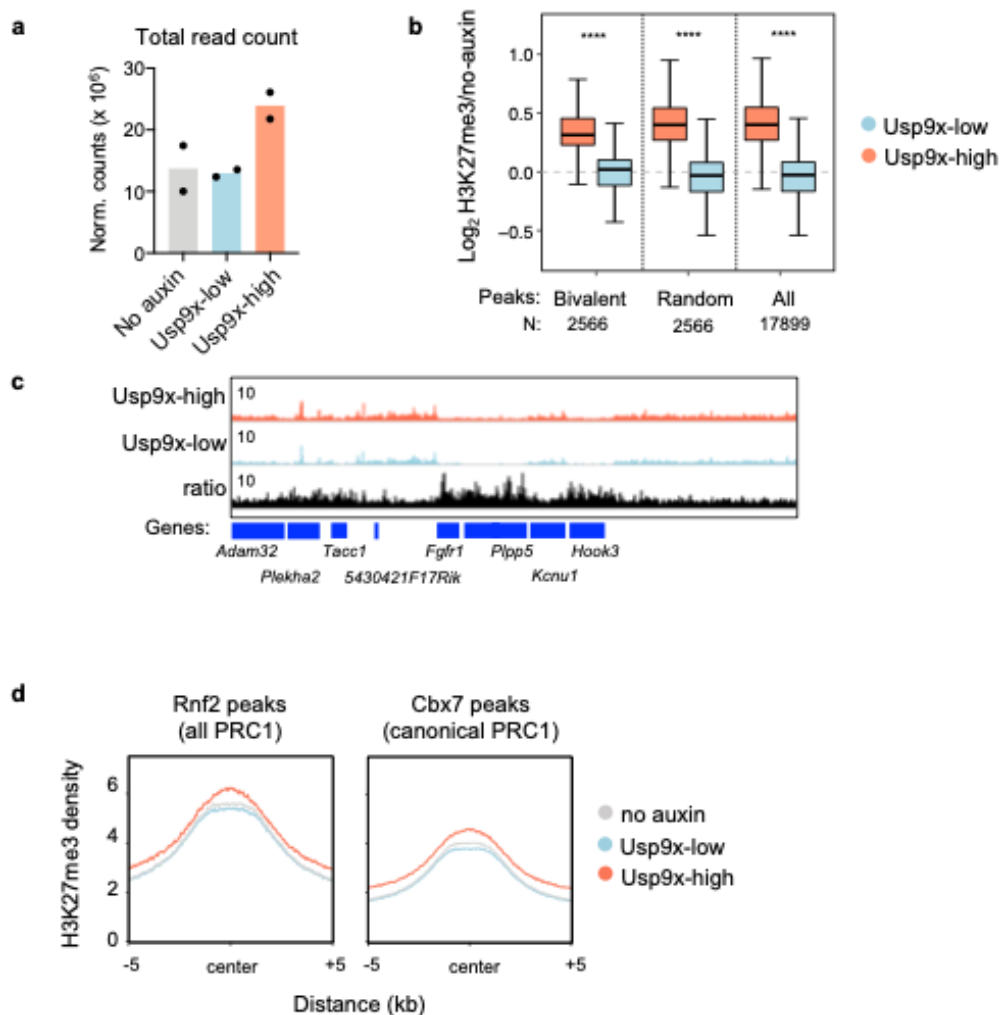 a
Total read count
Norm. counts (x 10⁶)
30
20
10
0
No auxin
Usp9x-low
Usp9x-high
b
Log₂ H3K27me3/no-auxin
1.0
0.5
0.0
−0.5
**** **** ****
Peaks: Bivalent Random All
N: 2566 2566 17899
Usp9x-low
Usp9x-high
c
Usp9x-high 10
Usp9x-low 10
ratio 10
Genes:
Adam32 Tacc1 Fgfr1 Plpp5 Hook3
Plekha2 5430421F17Rik Kcnu1
d
Rnf2 peaks
(all PRC1)
Cbx7 peaks
(canonical PRC1)
H3K27me3 density
6
4
2
0
-5 center +5
-5 center +5
Distance (kb)
no auxin
Usp9x-low
Usp9x-high